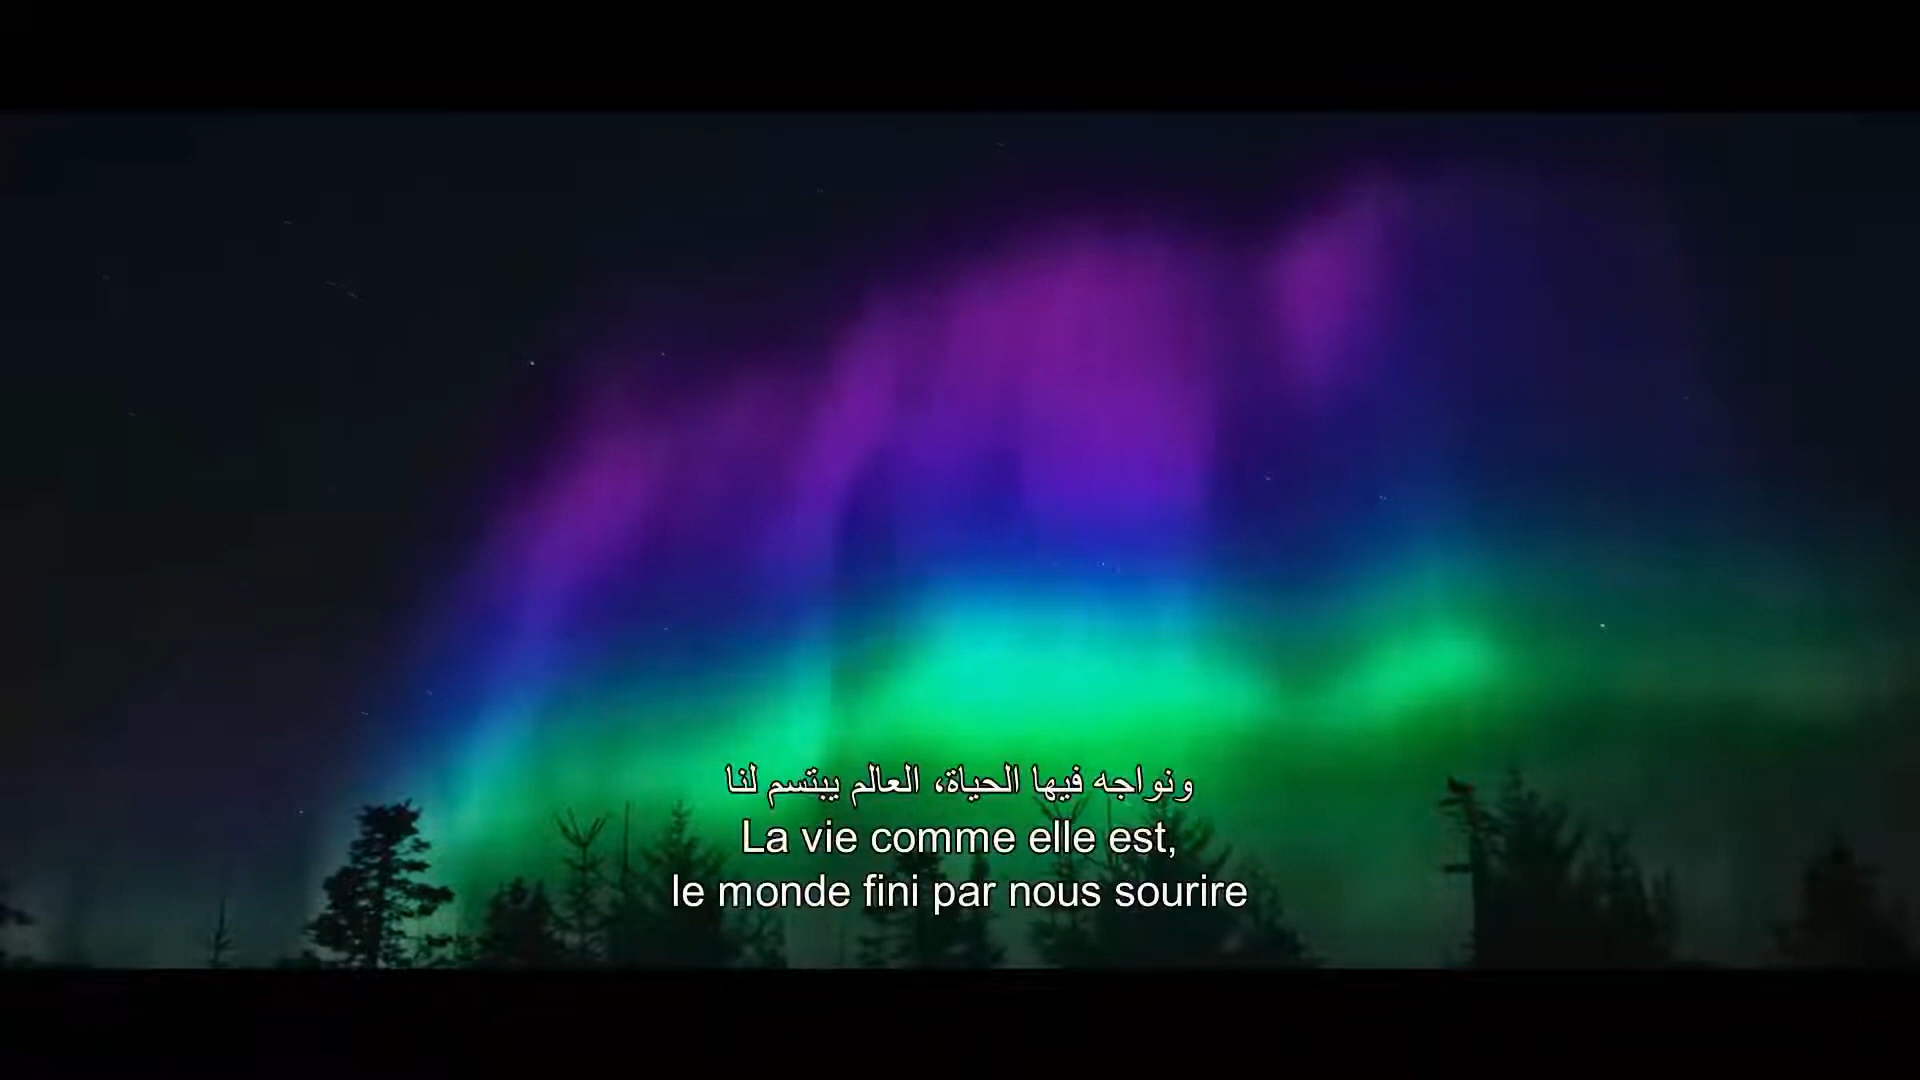 ونواجه فيها الحياة، العالم يبتسم لنا
La vie comme elle est,
le monde fini par nous sourire